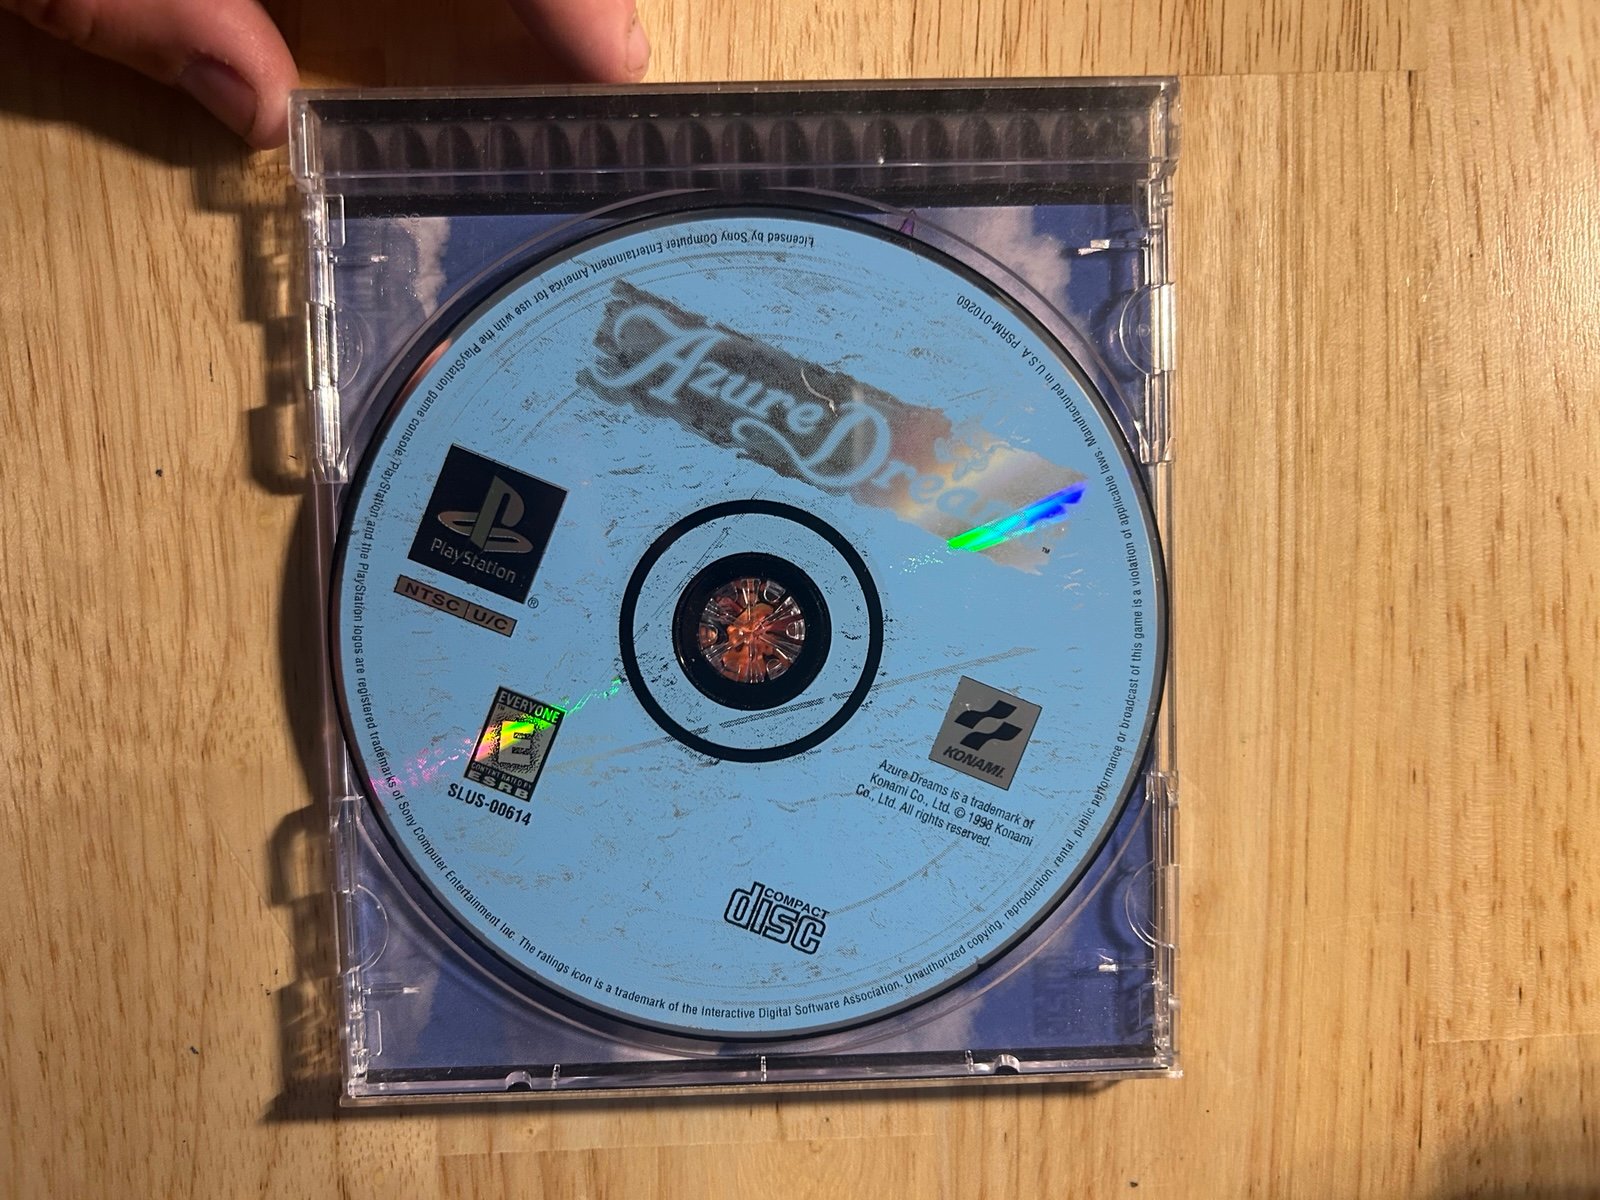 Azure Dreams
™
PlayStation
®
NTSC U/C
EVERYONE
E
CONTENT RATED BY
ESRB
SLUS-00614
KONAMI
Azure Dreams is a trademark of
Konami Co., Ltd. © 1998 Konami
Co., Ltd. All rights reserved.
COMPACT
disc
Licensed by Sony Computer Entertainment America for use with the PlayStation game console. PlayStation and the PlayStation logos are registered trademarks of Sony Computer Entertainment Inc. The ratings icon is a trademark of the Interactive Digital Software Association. Unauthorized copying, reproduction, rental, public performance or broadcast of this game is a violation of applicable laws. Manufactured in U.S.A. PSRM-010260